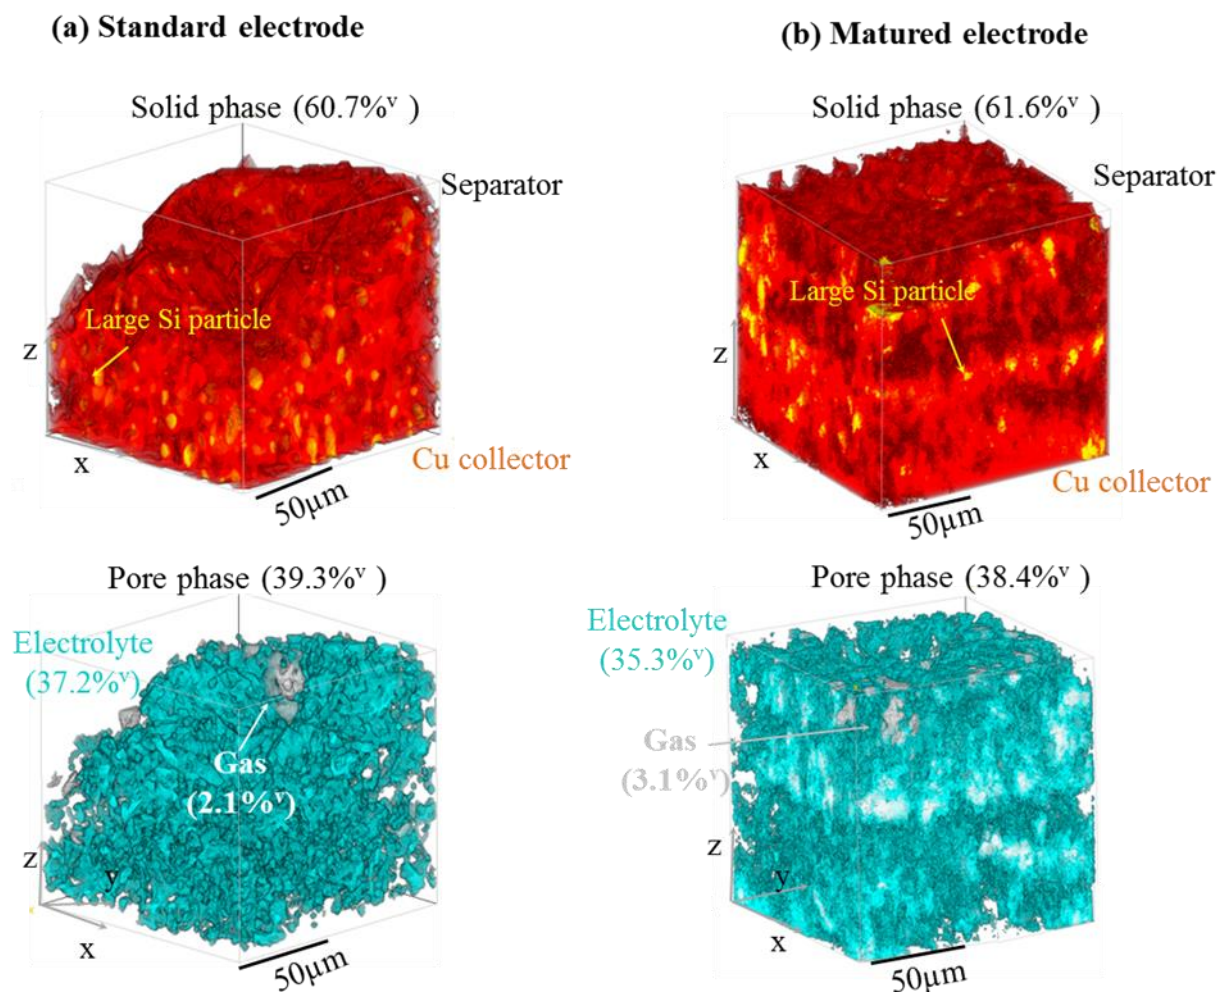 (a) Standard electrode
Solid phase (60.7%ᵛ )
Separator
Large Si particle
z
x
Cu collector
50µm
Pore phase (39.3%ᵛ )
Electrolyte
(37.2%ᵛ)
Gas
(2.1%ᵛ)
z
y
x
50µm
(b) Matured electrode
Solid phase (61.6%ᵛ )
Separator
Large Si particle
z
x
Cu collector
50µm
Pore phase (38.4%ᵛ )
Electrolyte
(35.3%ᵛ)
Gas
(3.1%ᵛ)
z
y
x
50µm